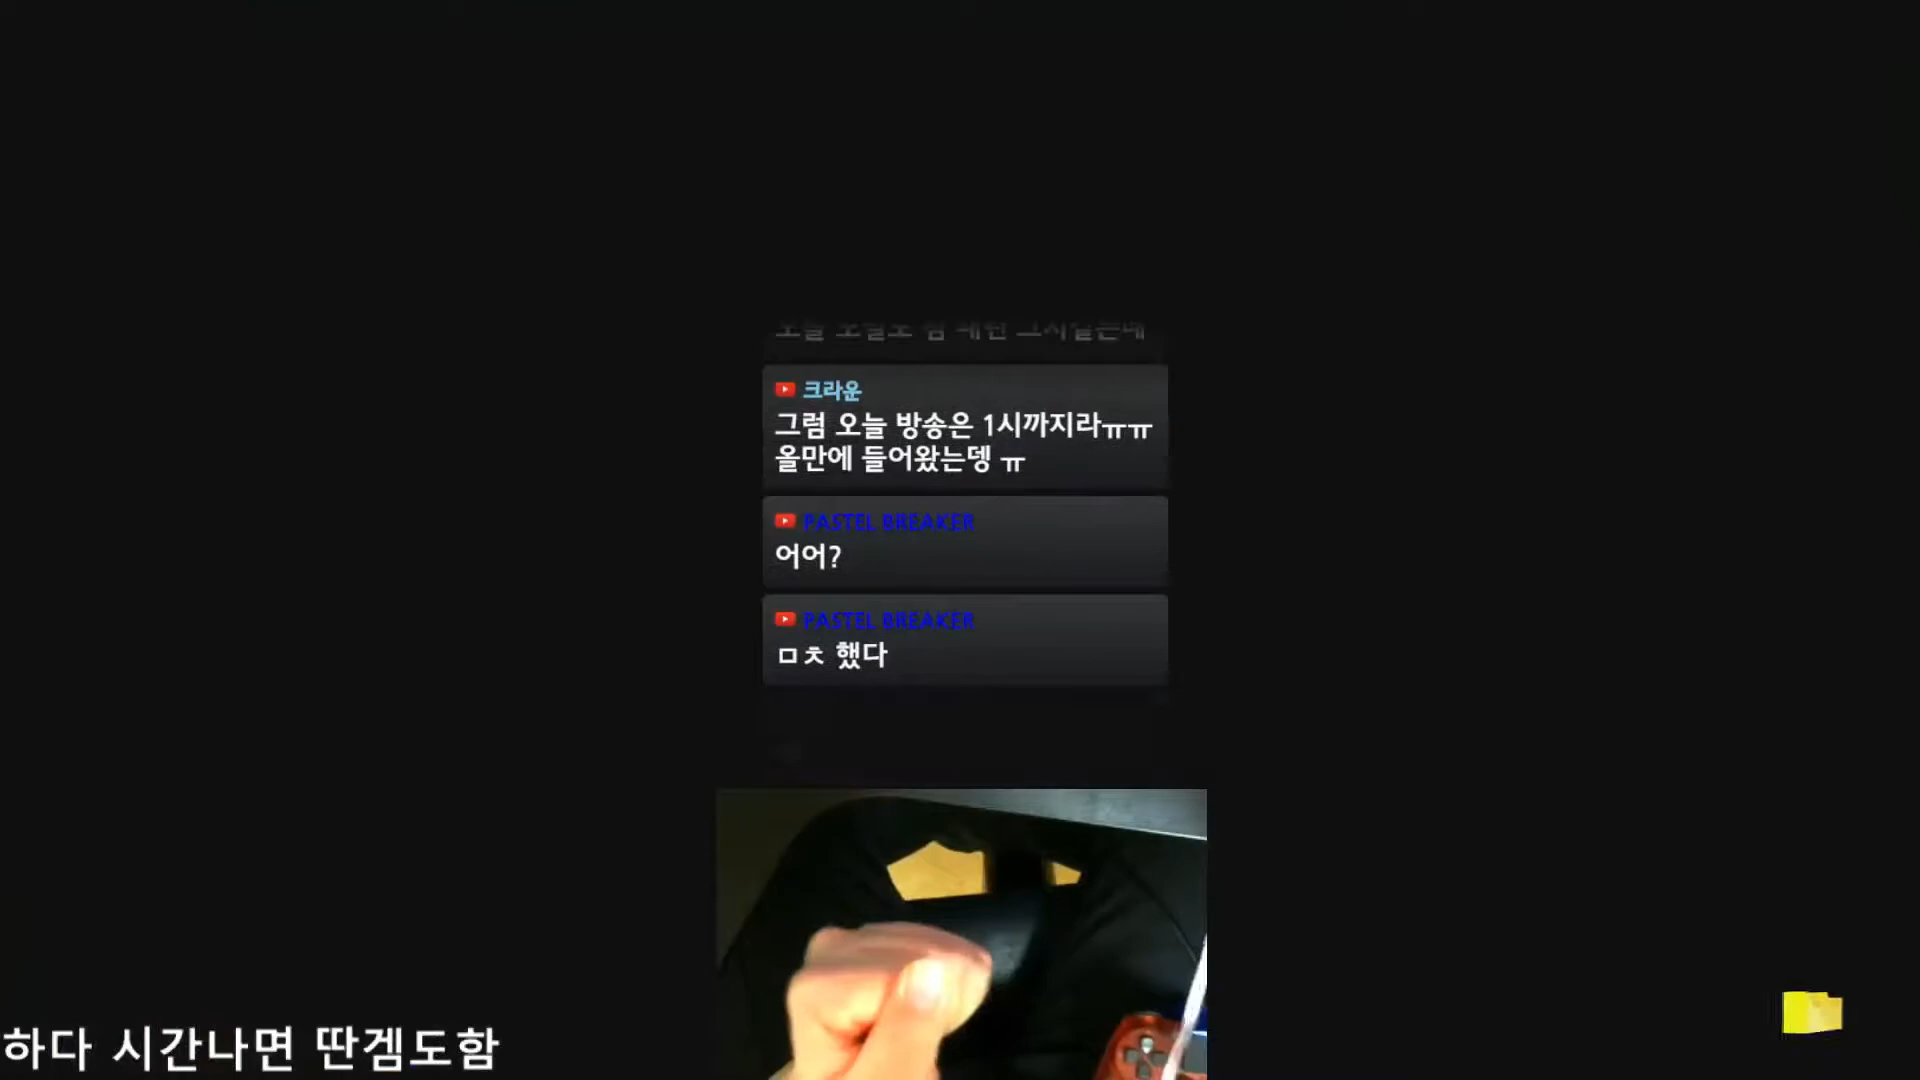 크라운
그럼 오늘 방송은 1시까지라ㅠㅠ
올만에 들어왔는뎅 ㅠ
PASTEL BREAKER
어어?
PASTEL BREAKER
ㅁㅊ 했다
하다 시간나면 딴겜도함